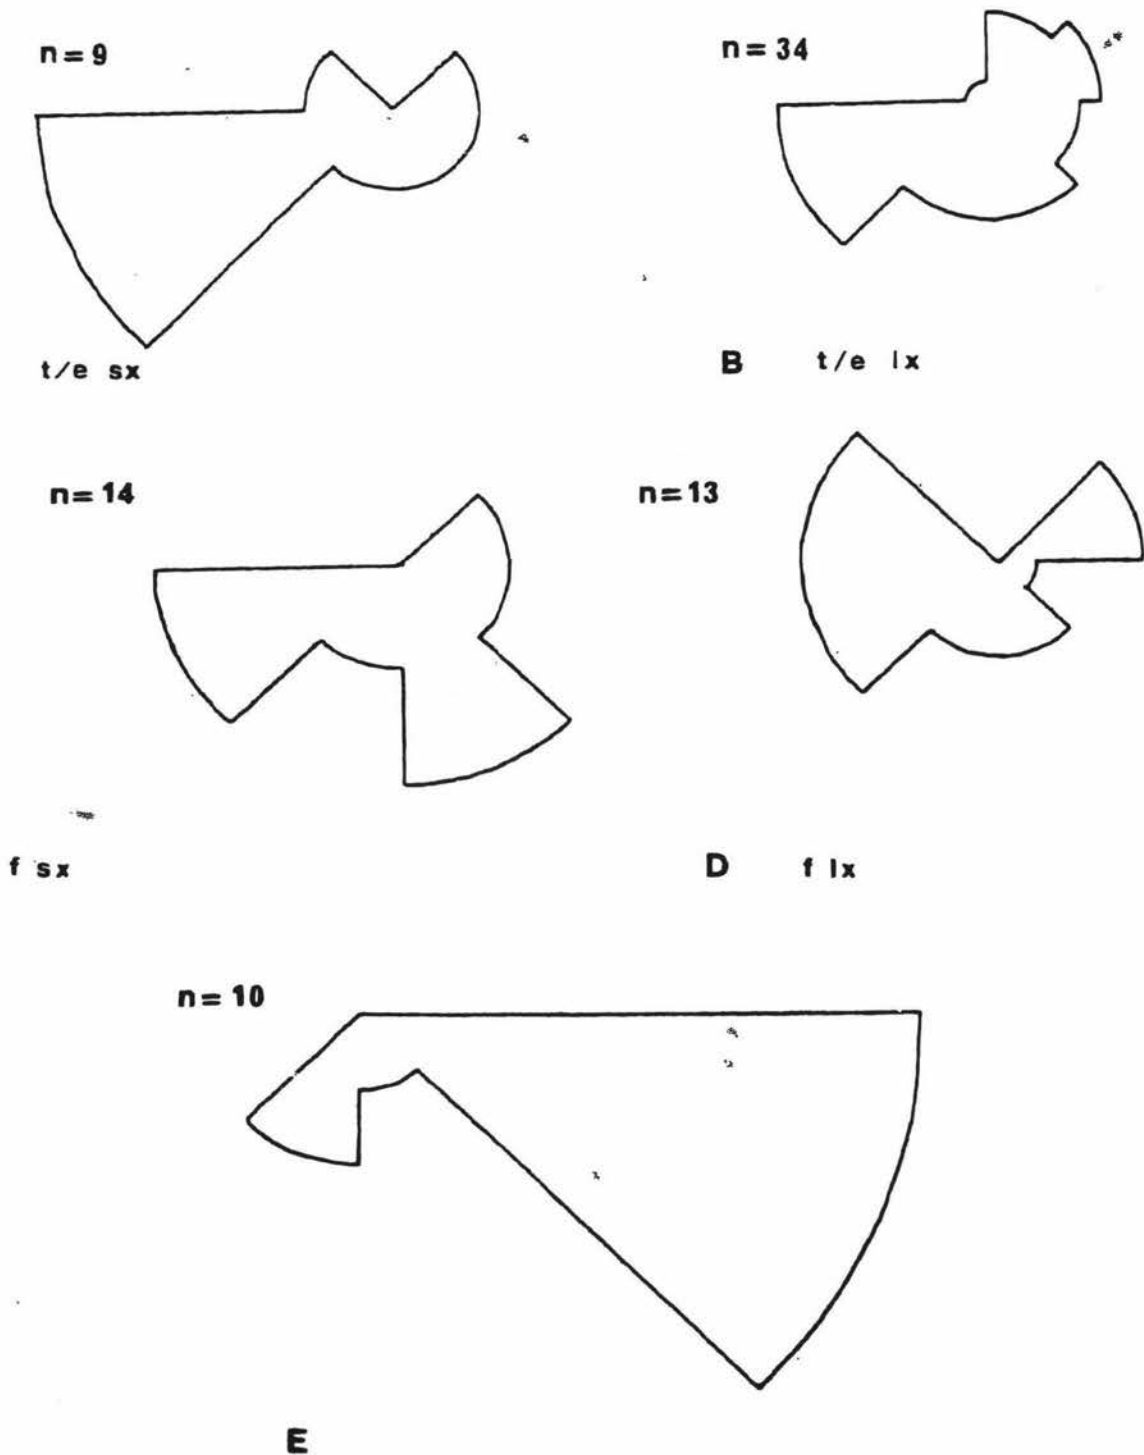 n=9
n=34
t/e sx
B t/e lx
n=14
n=13
f sx
D f lx
n=10
E